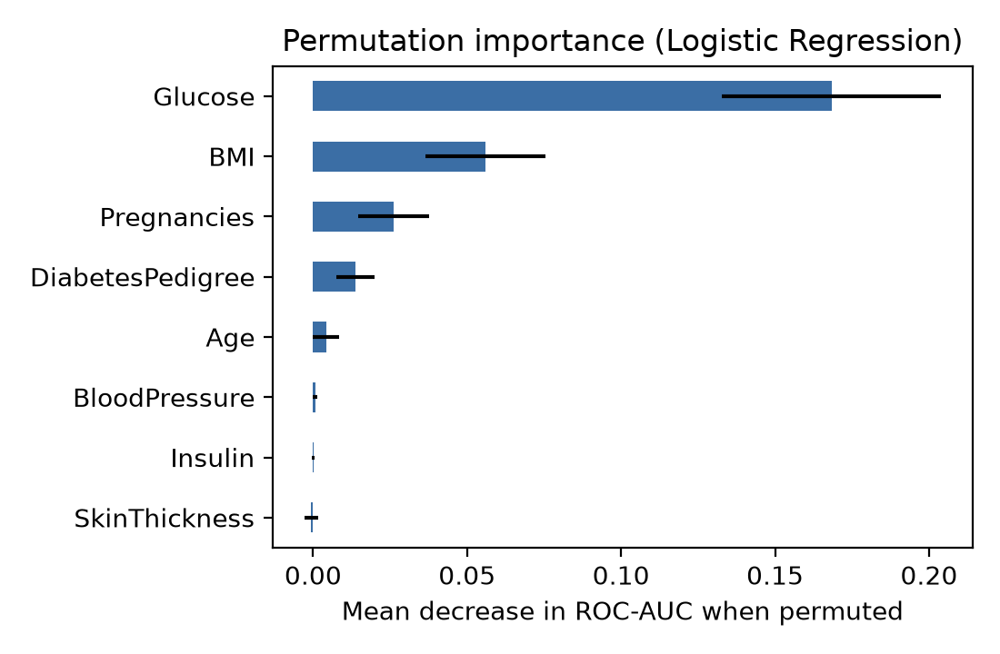 Permutation importance (Logistic Regression)
Glucose
BMI
Pregnancies
DiabetesPedigree
Age
BloodPressure
Insulin
SkinThickness
0.00 0.05 0.10 0.15 0.20
Mean decrease in ROC-AUC when permuted